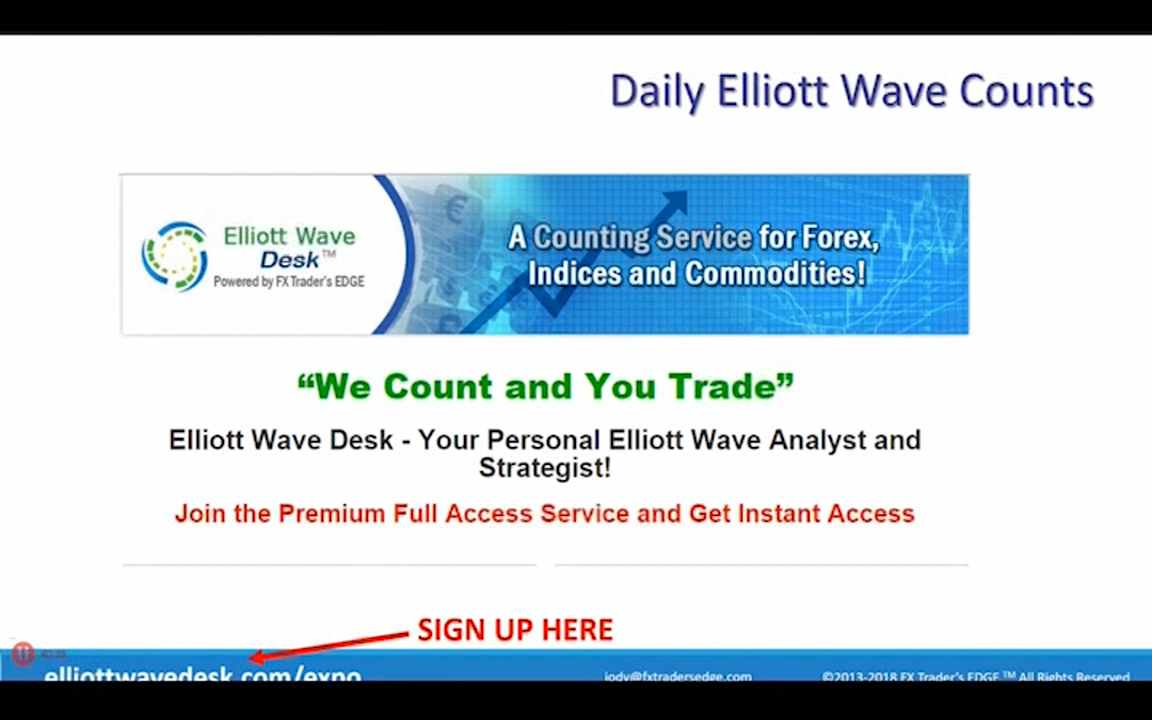 Daily Elliott Wave Counts
Elliott Wave
Desk™
Powered by FX Trader's EDGE
A Counting Service for Forex,
Indices and Commodities!
“We Count and You Trade”
Elliott Wave Desk - Your Personal Elliott Wave Analyst and
Strategist!
Join the Premium Full Access Service and Get Instant Access
SIGN UP HERE
elliottwavedesk.com/expo
jody@fxtradersedge.com
©2013-2018 FX Trader's EDGE ™ All Rights Reserved